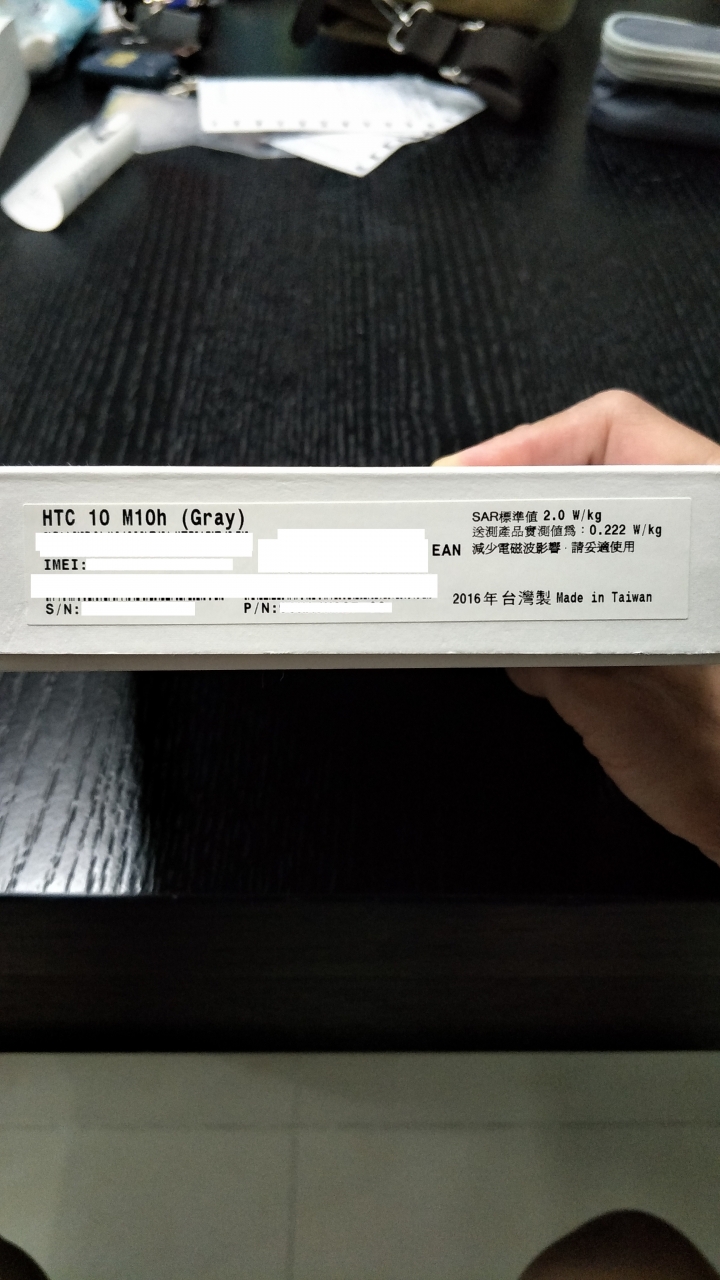 HTC 10 M10h (Gray)
IMEI:
S/N:
P/N:
EAN
SAR標準值 2.0 W/kg
送測產品實測值為：0.222 W/kg
減少電磁波影響，請妥適使用
2016年台灣製 Made in Taiwan